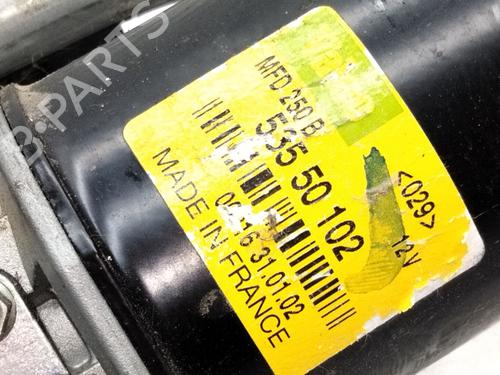 B-PARTS
MFD 250 B
535 50 102
<029>
12V
31.01.02
MADE IN FRANCE